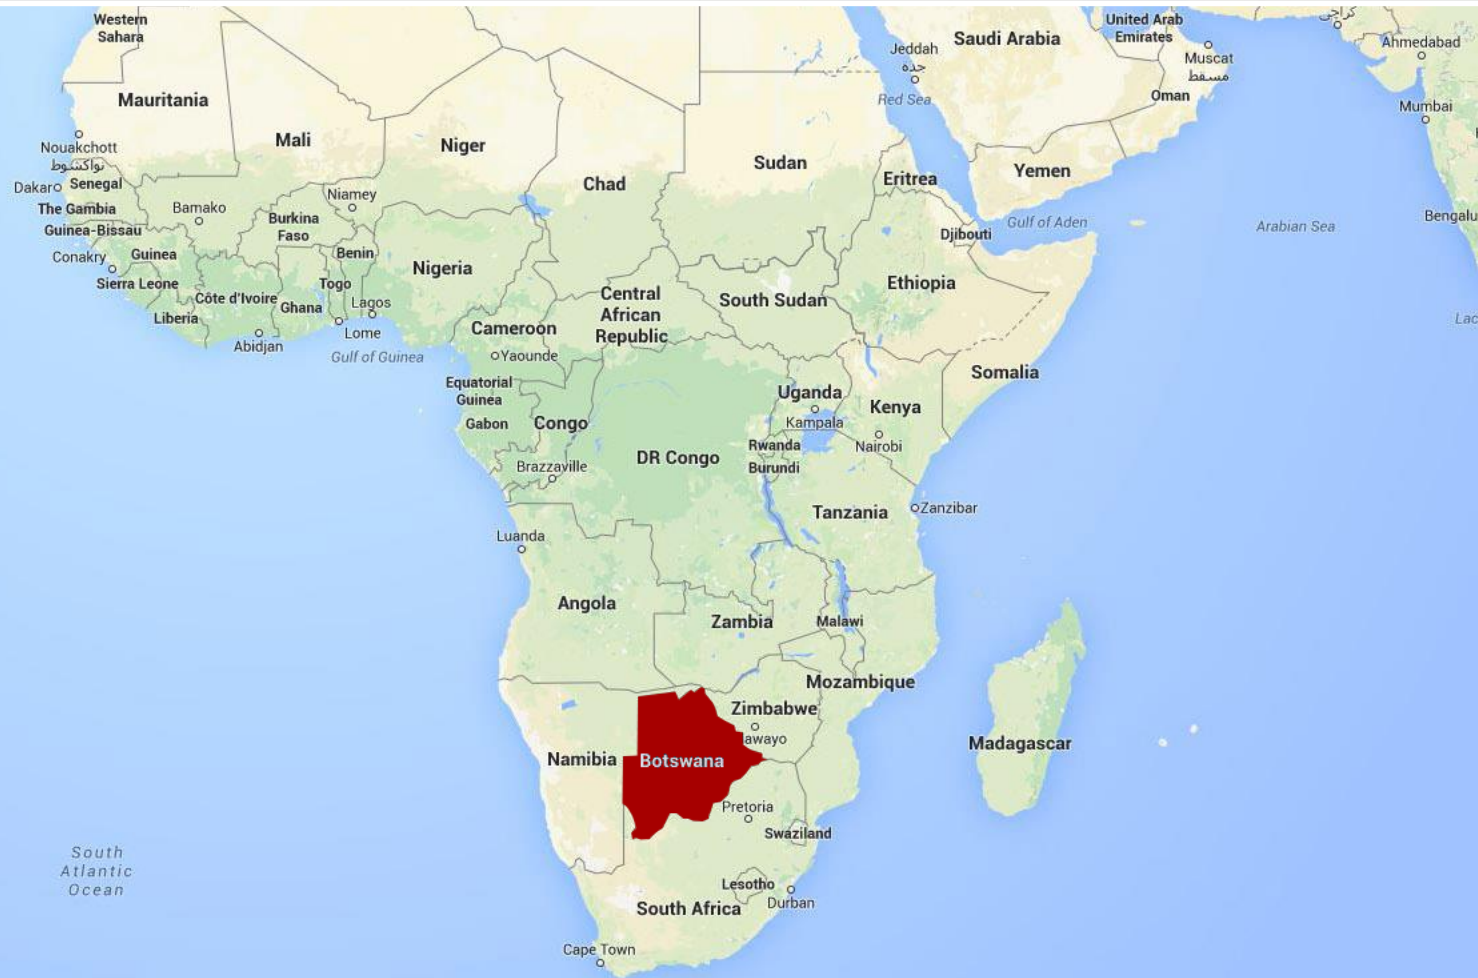 Western
Sahara
United Arab
Emirates
كراچی
Saudi Arabia
Jeddah
جدة
Ahmedabad
Muscat
مسقط
Mauritania
Red Sea
Oman
Mumbai
Mali
Niger
Nouakchott
نواكشوط
Sudan
Yemen
Eritrea
Dakar
Senegal
Chad
Niamey
The Gambia
Bamako
Burkina
Faso
Gulf of Aden
Arabian Sea
Bengalu
Guinea-Bissau
Djibouti
Conakry
Guinea
Benin
Nigeria
Sierra Leone
Togo
Ethiopia
Côte d'Ivoire
Ghana
Lagos
Central
African
Republic
South Sudan
Liberia
Lome
Cameroon
Lac
Abidjan
Gulf of Guinea
Yaounde
Somalia
Equatorial
Guinea
Uganda
Kenya
Gabon
Congo
Kampala
Rwanda
Nairobi
DR Congo
Burundi
Brazzaville
Tanzania
Zanzibar
Luanda
Angola
Zambia
Malawi
Mozambique
Zimbabwe
awayo
Madagascar
Namibia
Botswana
Pretoria
Swaziland
South
Atlantic
Ocean
Lesotho
Durban
South Africa
Cape Town